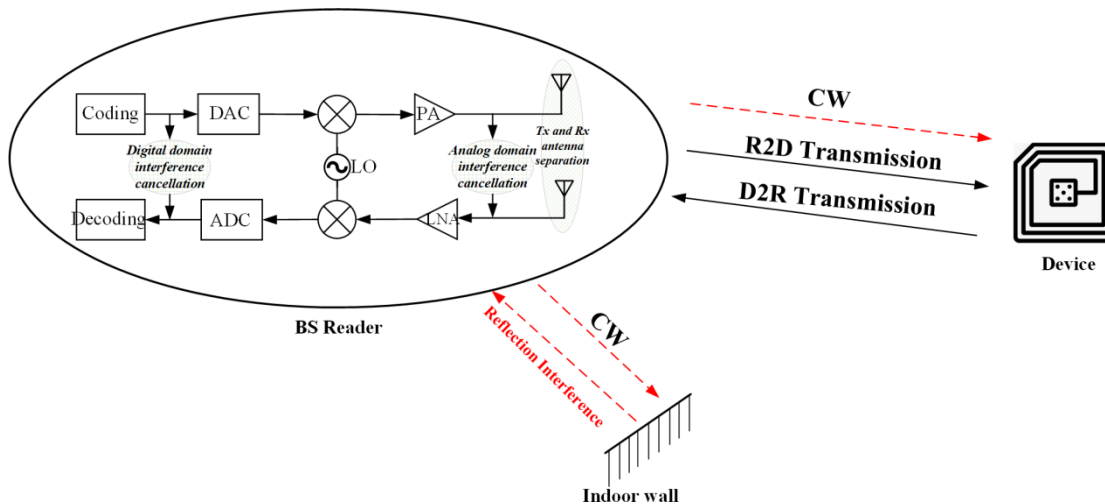 Coding
DAC
PA
Digital domain
interference
cancellation
LO
Analog domain
interference
cancellation
Tx and Rx
antenna
separation
Decoding
ADC
LNA
BS Reader
CW
R2D Transmission
D2R Transmission
Device
CW
Reflection Interference
Indoor wall